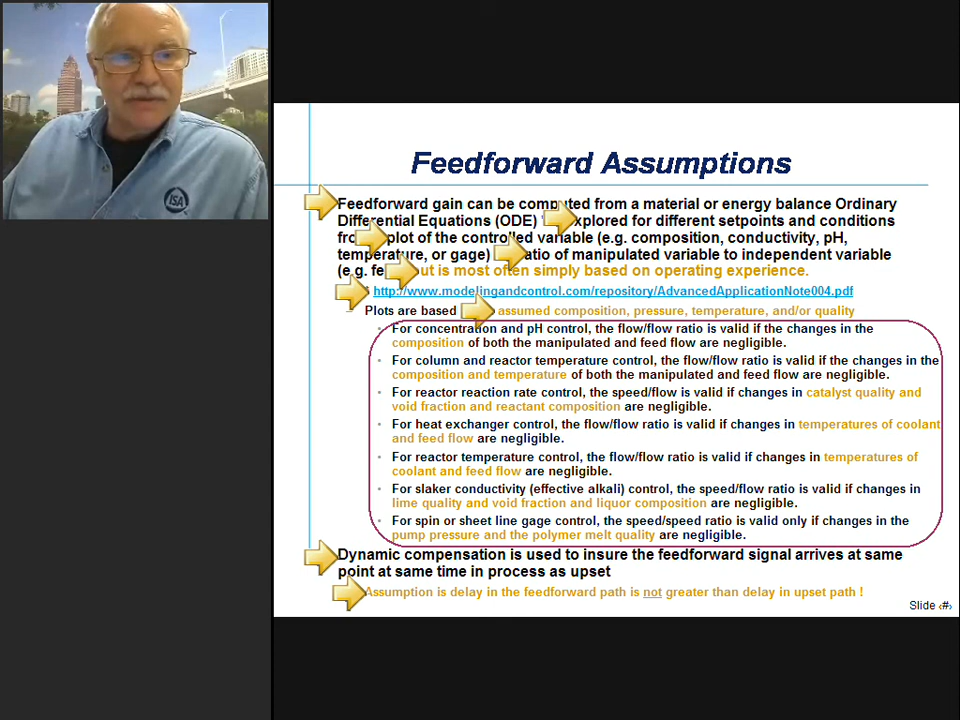 ISA
Feedforward Assumptions
Feedforward gain can be computed from a material or energy balance Ordinary
Differential Equations (ODE) explored for different setpoints and conditions
from plot of the controlled variable (e.g. composition, conductivity, pH,
temperature, or gage) ratio of manipulated variable to independent variable
(e.g. but is most often simply based on operating experience.
http://www.modelingandcontrol.com/repository/AdvancedApplicationNote004.pdf
– Plots are based assumed composition, pressure, temperature, and/or quality
• For concentration and pH control, the flow/flow ratio is valid if the changes in the
composition of both the manipulated and feed flow are negligible.
• For column and reactor temperature control, the flow/flow ratio is valid if the changes in the
composition and temperature of both the manipulated and feed flow are negligible.
• For reactor reaction rate control, the speed/flow is valid if changes in catalyst quality and
void fraction and reactant composition are negligible.
• For heat exchanger control, the flow/flow ratio is valid if changes in temperatures of coolant
and feed flow are negligible.
• For reactor temperature control, the flow/flow ratio is valid if changes in temperatures of
coolant and feed flow are negligible.
• For slaker conductivity (effective alkali) control, the speed/flow ratio is valid if changes in
lime quality and void fraction and liquor composition are negligible.
• For spin or sheet line gage control, the speed/speed ratio is valid only if changes in the
pump pressure and the polymer melt quality are negligible.
Dynamic compensation is used to insure the feedforward signal arrives at same
point at same time in process as upset
Assumption is delay in the feedforward path is not greater than delay in upset path !
Slide ‹#›